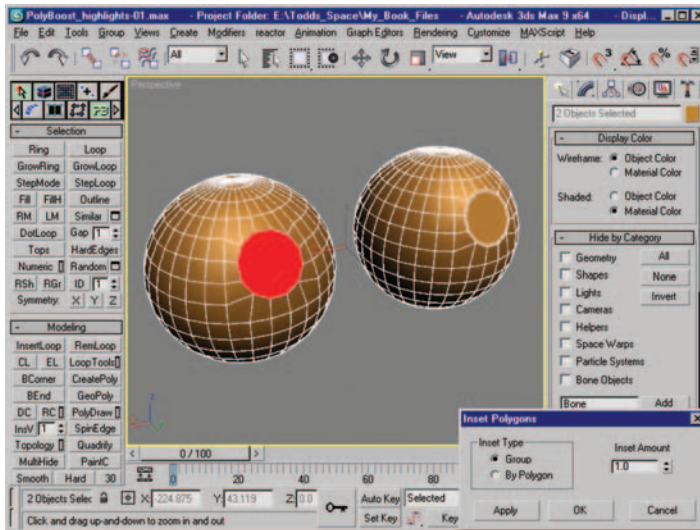 PolyBoost_highlights-01.max - Project Folder: E:\Todds_Space\My_Book_Files - Autodesk 3ds Max 9 x64 - Displ...
File Edit Tools Group Views Create Modifiers reactor Animation Graph Editors Rendering Customize MAXScript Help
All
View
Perspective
2 Objects Selected
- Selection
Ring Loop
GrowRing GrowLoop
StepMode StepLoop
Fill FillH Outline
RM LM Similar
DotLoop Gap 1
Tops HardEdges
Numeric Random
RSh RGr ID 1
Symmetry: X Y Z
- Modeling
InsertLoop RemLoop
CL EL LoopTools
BCorner CreatePoly
BEnd GeoPoly
DC RC PolyDraw
InsV 1 SpinEdge
Topology Quadrify
MultiHide PaintC
Smooth Hard 30
- Display Color
Wireframe: Object Color
Material Color
Shaded: Object Color
Material Color
- Hide by Category
Geometry All
Shapes None
Lights Invert
Cameras
Helpers
Space Warps
Particle Systems
Bone Objects
Bone Add
Inset Polygons
Inset Type
Group
By Polygon
Inset Amount
1.0
Apply OK Cancel
0 / 100
0 20 40 60 80
2 Objects Selec X: -224.875 Y: 43.119 Z: 0.0
Auto Key Selected
Set Key Key
Click and drag up-and-down to zoom in and out